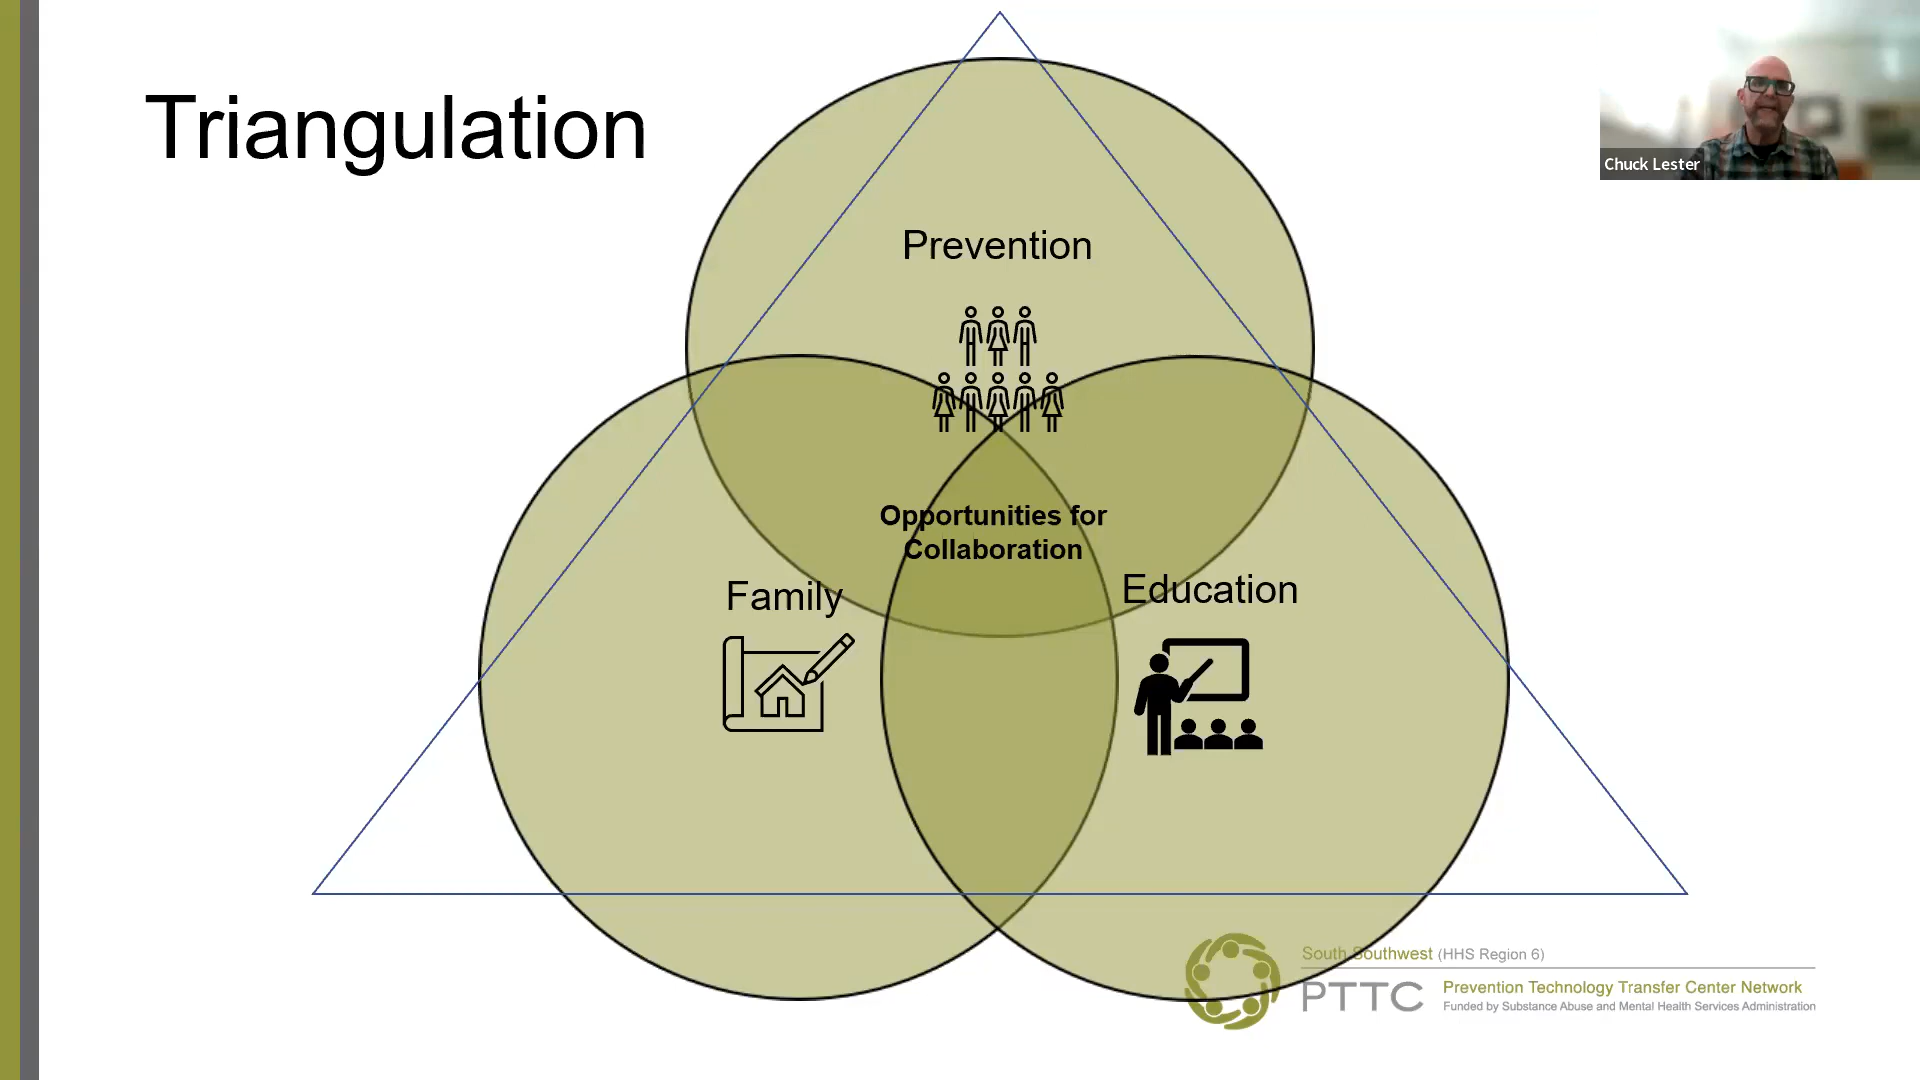 Triangulation
Chuck Lester
Prevention
Opportunities for
Collaboration
Family
Education
South Southwest (HHS Region 6)
PTTC
Prevention Technology Transfer Center Network
Funded by Substance Abuse and Mental Health Services Administration